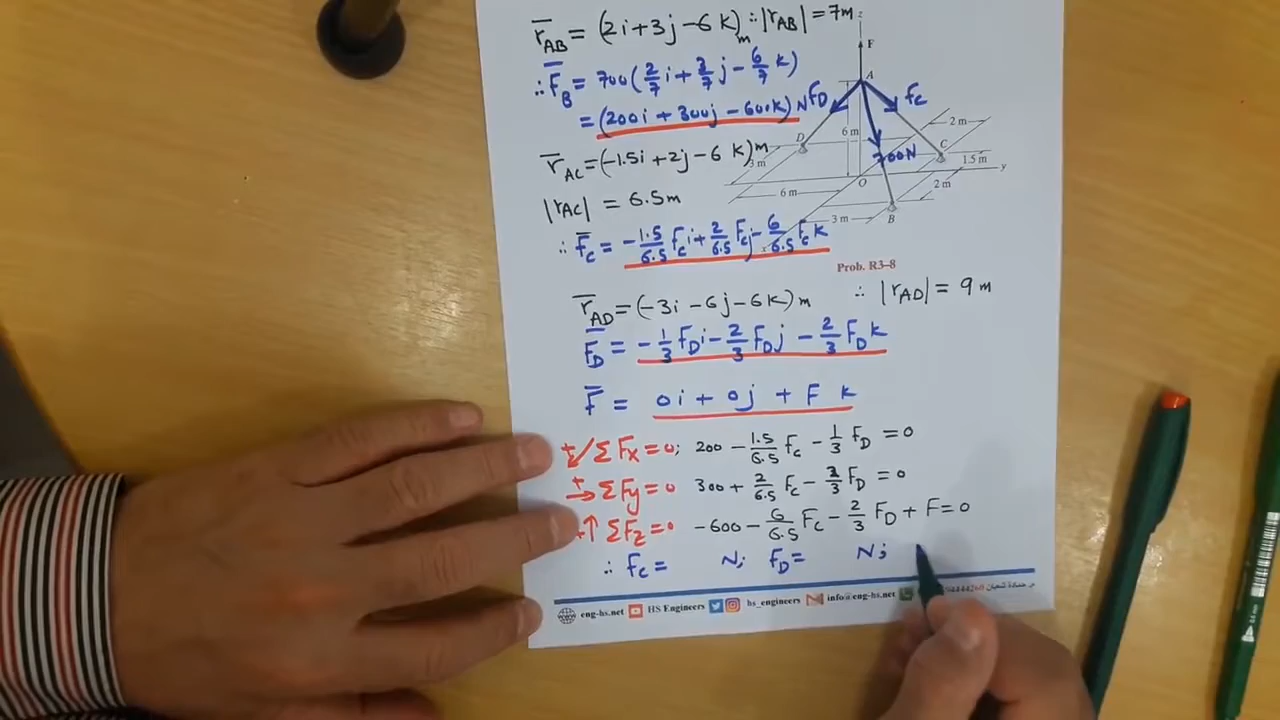 r̅AB = (2i+3j-6k)m ∴|rAB| = 7m
∴F̅B = 700(2/7 i + 3/7 j - 6/7 k)
= (200i + 300j - 600k) N
r̅AC = (-1.5i + 2j - 6 k) m
|rAC| = 6.5m
∴ F̅C = -1.5/6.5 FC i + 2/6.5 FC j - 6/6.5 FC k
z
F
A
FD
FC
6 m
700N
D
3 m
2 m
C
1.5 m
y
O
6 m
2 m
3 m
B
x
Prob. R3–8
r̅AD = (-3i - 6j - 6k) m ∴ |rAD| = 9 m
F̅D = -1/3 FD i - 2/3 FD j - 2/3 FD k
F̅ = 0i + 0j + F k
+↙ ΣFx = 0; 200 - 1.5/6.5 FC - 1/3 FD = 0
+→ ΣFy = 0 300 + 2/6.5 FC - 2/3 FD = 0
+↑ ΣFz = 0 -600 - 6/6.5 FC - 2/3 FD + F = 0
∴ FC = N; FD = N;
eng-hs.net HS Engineers hs_engineers info@eng-hs.net 94444260